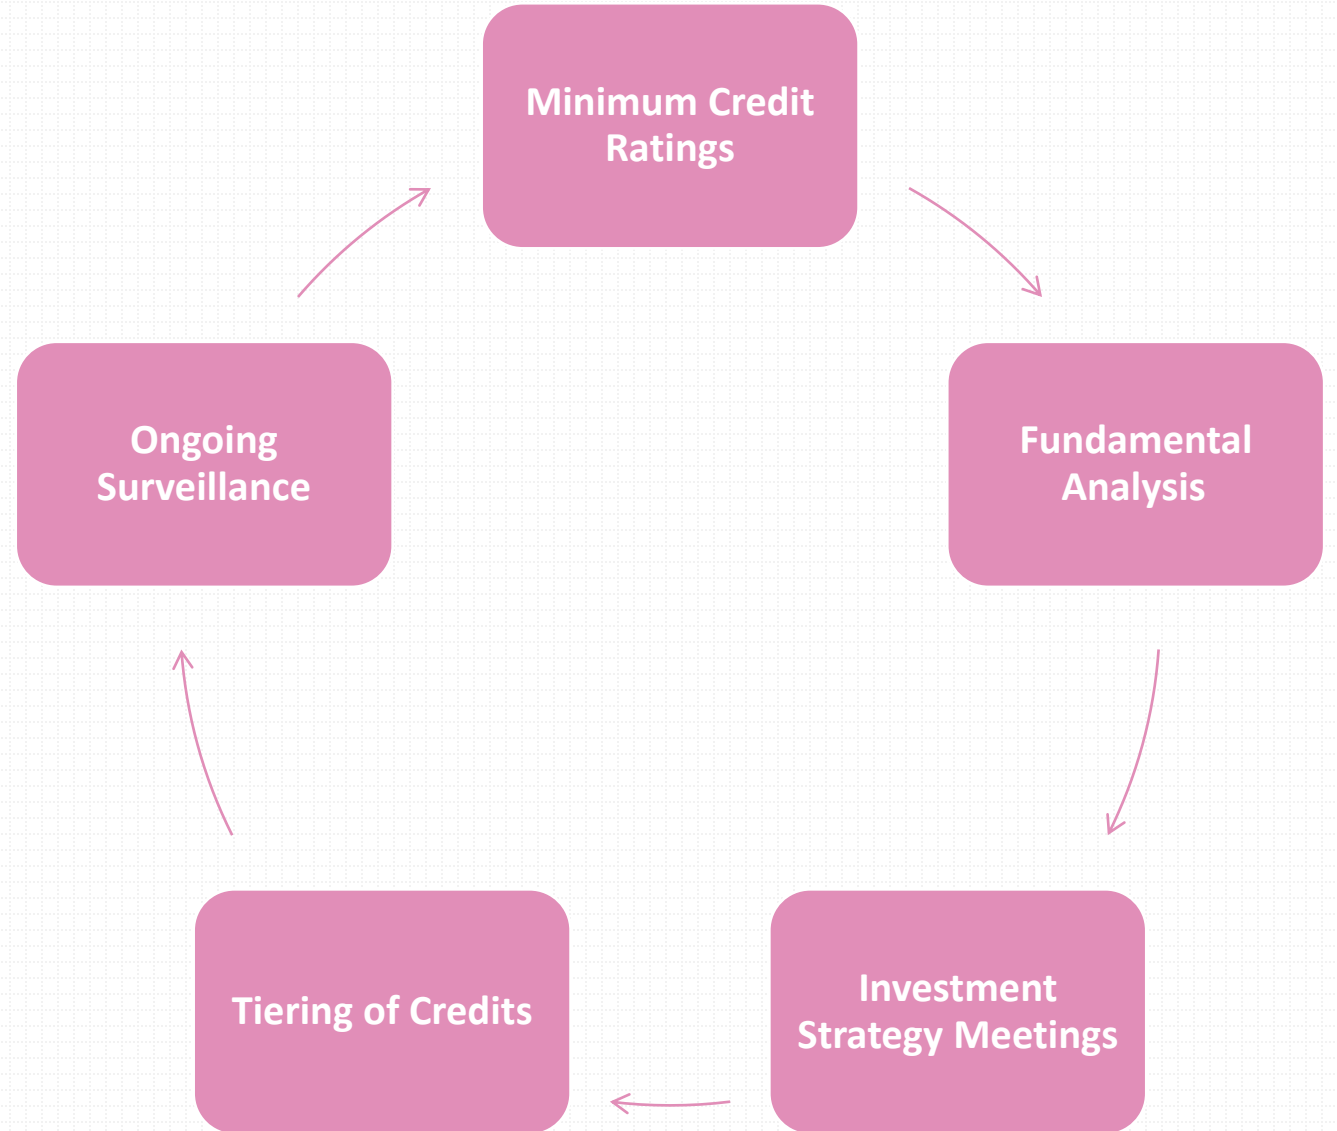 Minimum Credit
Ratings
Fundamental
Analysis
Investment
Strategy Meetings
Tiering of Credits
Ongoing
Surveillance